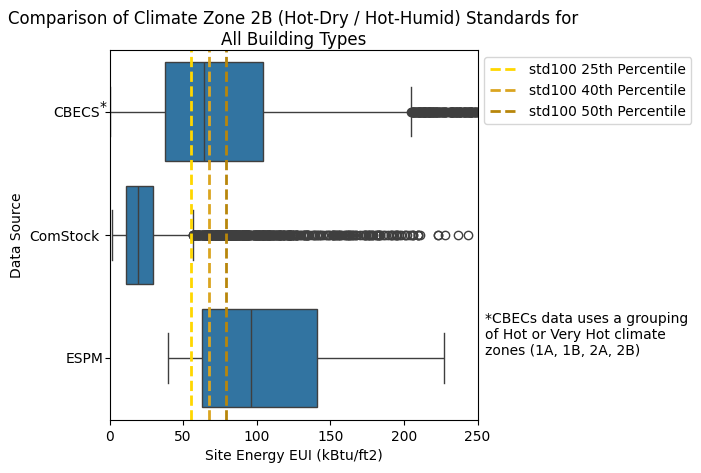 Comparison of Climate Zone 2B (Hot-Dry / Hot-Humid) Standards for
All Building Types
std100 25th Percentile
std100 40th Percentile
std100 50th Percentile
Data Source
CBECS*
ComStock
ESPM
*CBECs data uses a grouping
of Hot or Very Hot climate
zones (1A, 1B, 2A, 2B)
0 50 100 150 200 250
Site Energy EUI (kBtu/ft2)